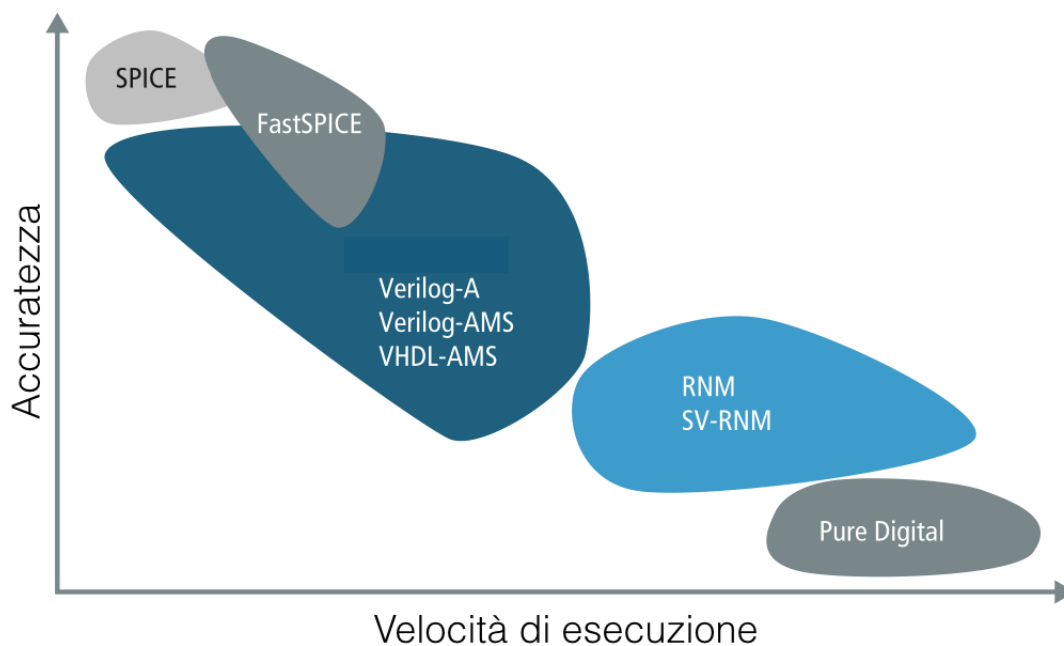 SPICE
FastSPICE
Accuratezza
Verilog-A
Verilog-AMS
VHDL-AMS
RNM
SV-RNM
Pure Digital
Velocità di esecuzione